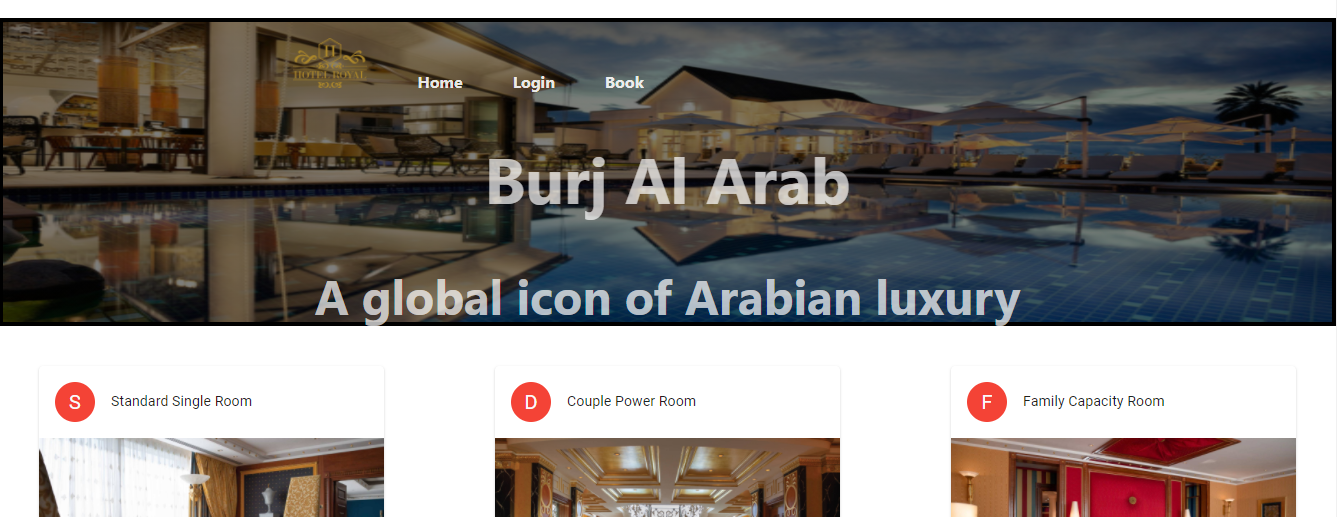 HOTEL ROYAL
Home Login Book
Burj Al Arab
A global icon of Arabian luxury
S Standard Single Room
D Couple Power Room
F Family Capacity Room